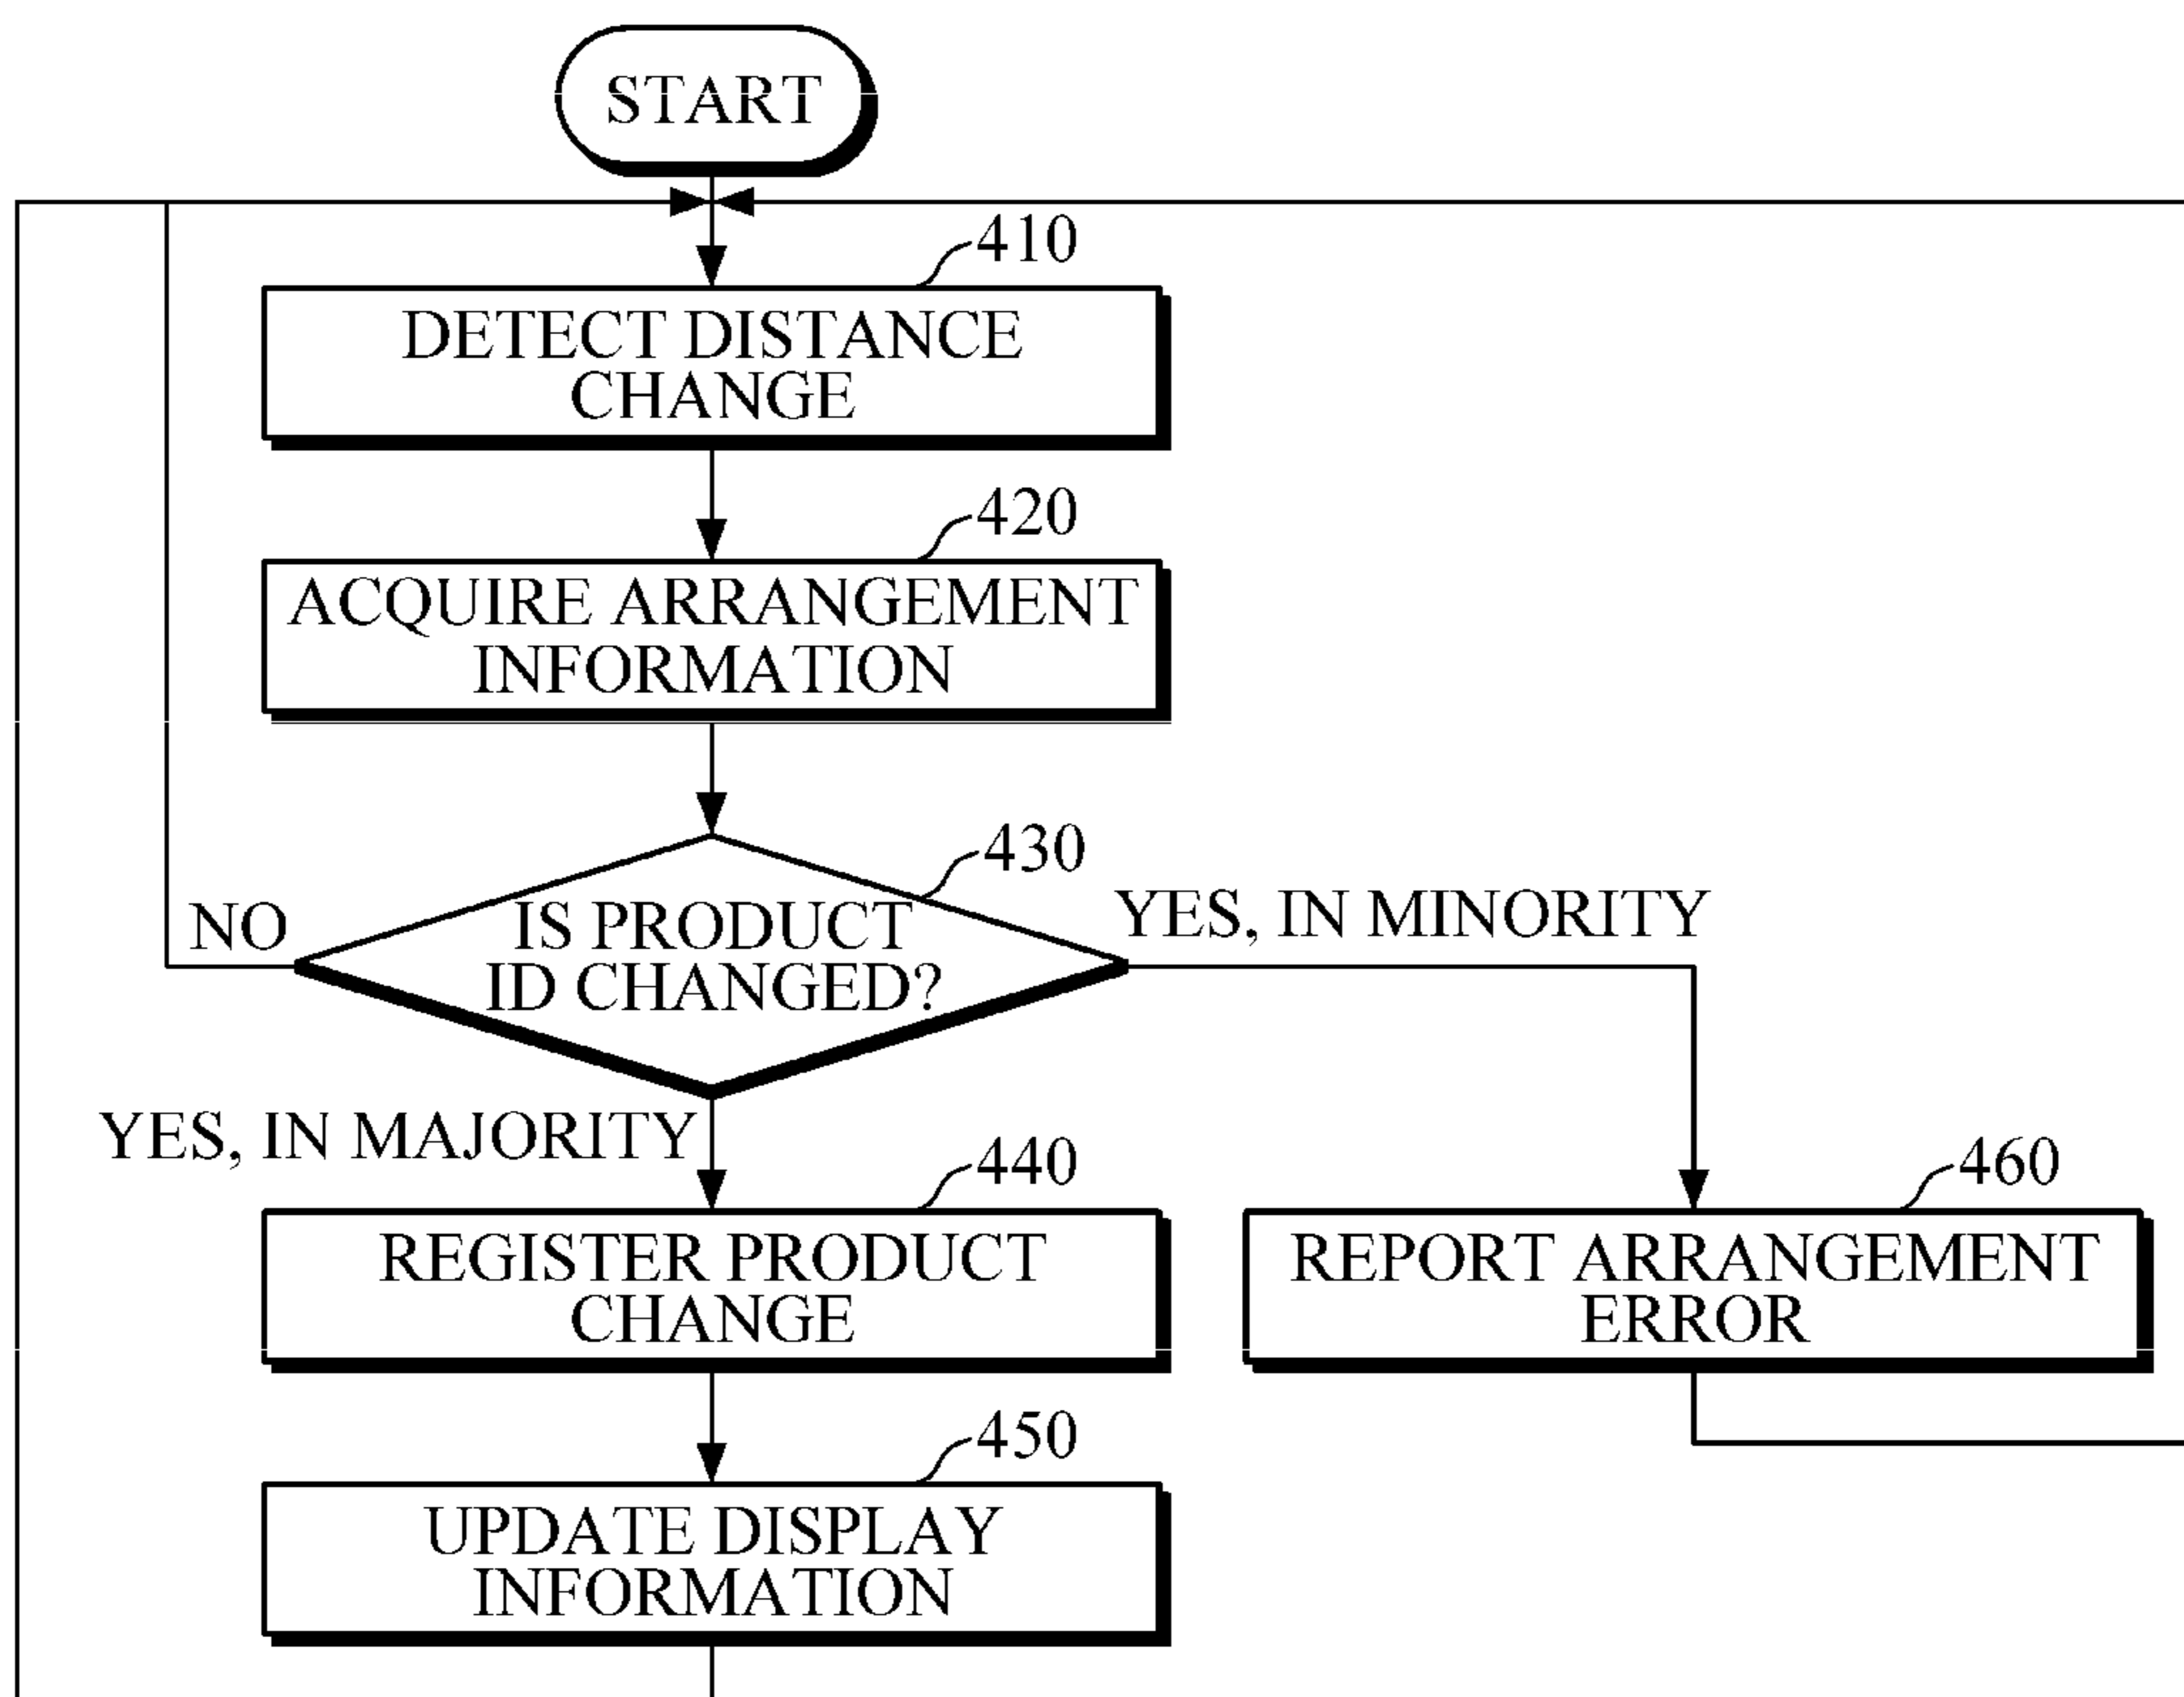 START
410
DETECT DISTANCE
CHANGE
420
ACQUIRE ARRANGEMENT
INFORMATION
430
NO
IS PRODUCT
ID CHANGED?
YES, IN MINORITY
YES, IN MAJORITY
440
REGISTER PRODUCT
CHANGE
460
REPORT ARRANGEMENT
ERROR
450
UPDATE DISPLAY
INFORMATION